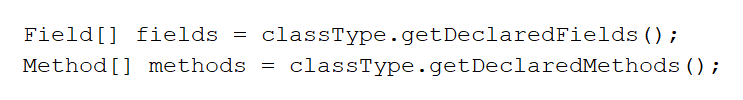 Field[] fields = classType.getDeclaredFields();
Method[] methods = classType.getDeclaredMethods();